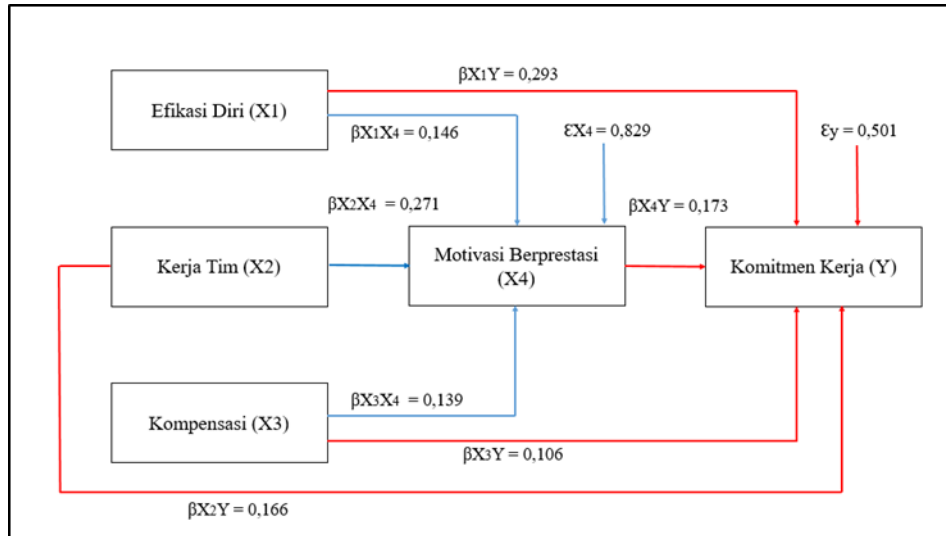 βX1Y = 0,293
Efikasi Diri (X1)
βX1X4 = 0,146
ƐX4 = 0,829
Ɛy = 0,501
βX2X4 = 0,271
βX4Y = 0,173
Kerja Tim (X2)
Motivasi Berprestasi
(X4)
Komitmen Kerja (Y)
βX3X4 = 0,139
Kompensasi (X3)
βX3Y = 0,106
βX2Y = 0,166